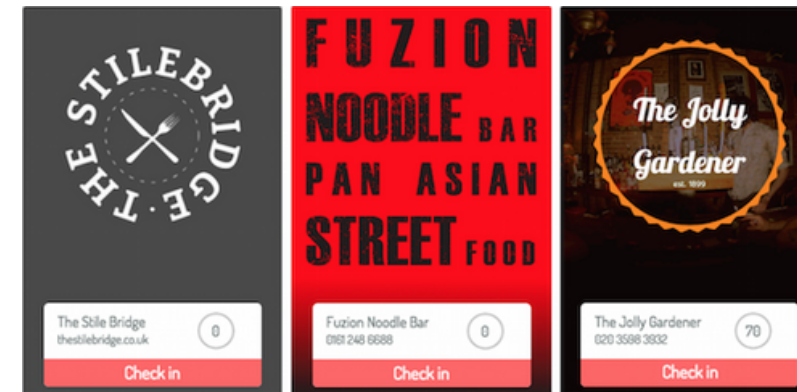 THE STILEBRIDGE ·
The Stile Bridge
thestilebridge.co.uk
0
Check in
FUZION
NOODLE BAR
PAN ASIAN
STREET FOOD
Fuzion Noodle Bar
0161 248 6688
0
Check in
The Jolly
Gardener
est. 1899
The Jolly Gardener
020 3598 3932
70
Check in